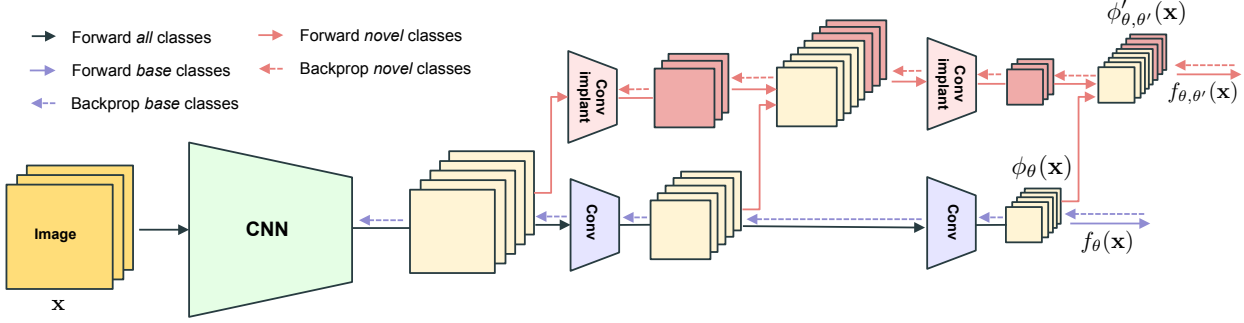 Forward all classes
Forward novel classes
Forward base classes
Backprop novel classes
Backprop base classes
Conv implant
Conv implant
ϕ′θ,θ′(x)
fθ,θ′(x)
Image
x
CNN
Conv
Conv
ϕθ(x)
fθ(x)